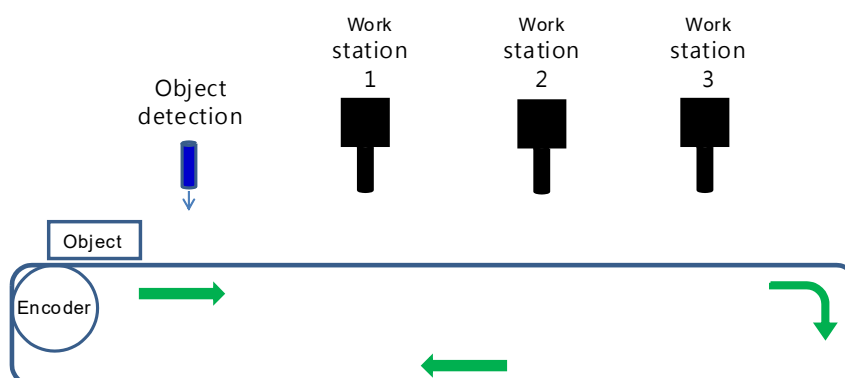 Object
detection
Work
station
1
Work
station
2
Work
station
3
Object
Encoder